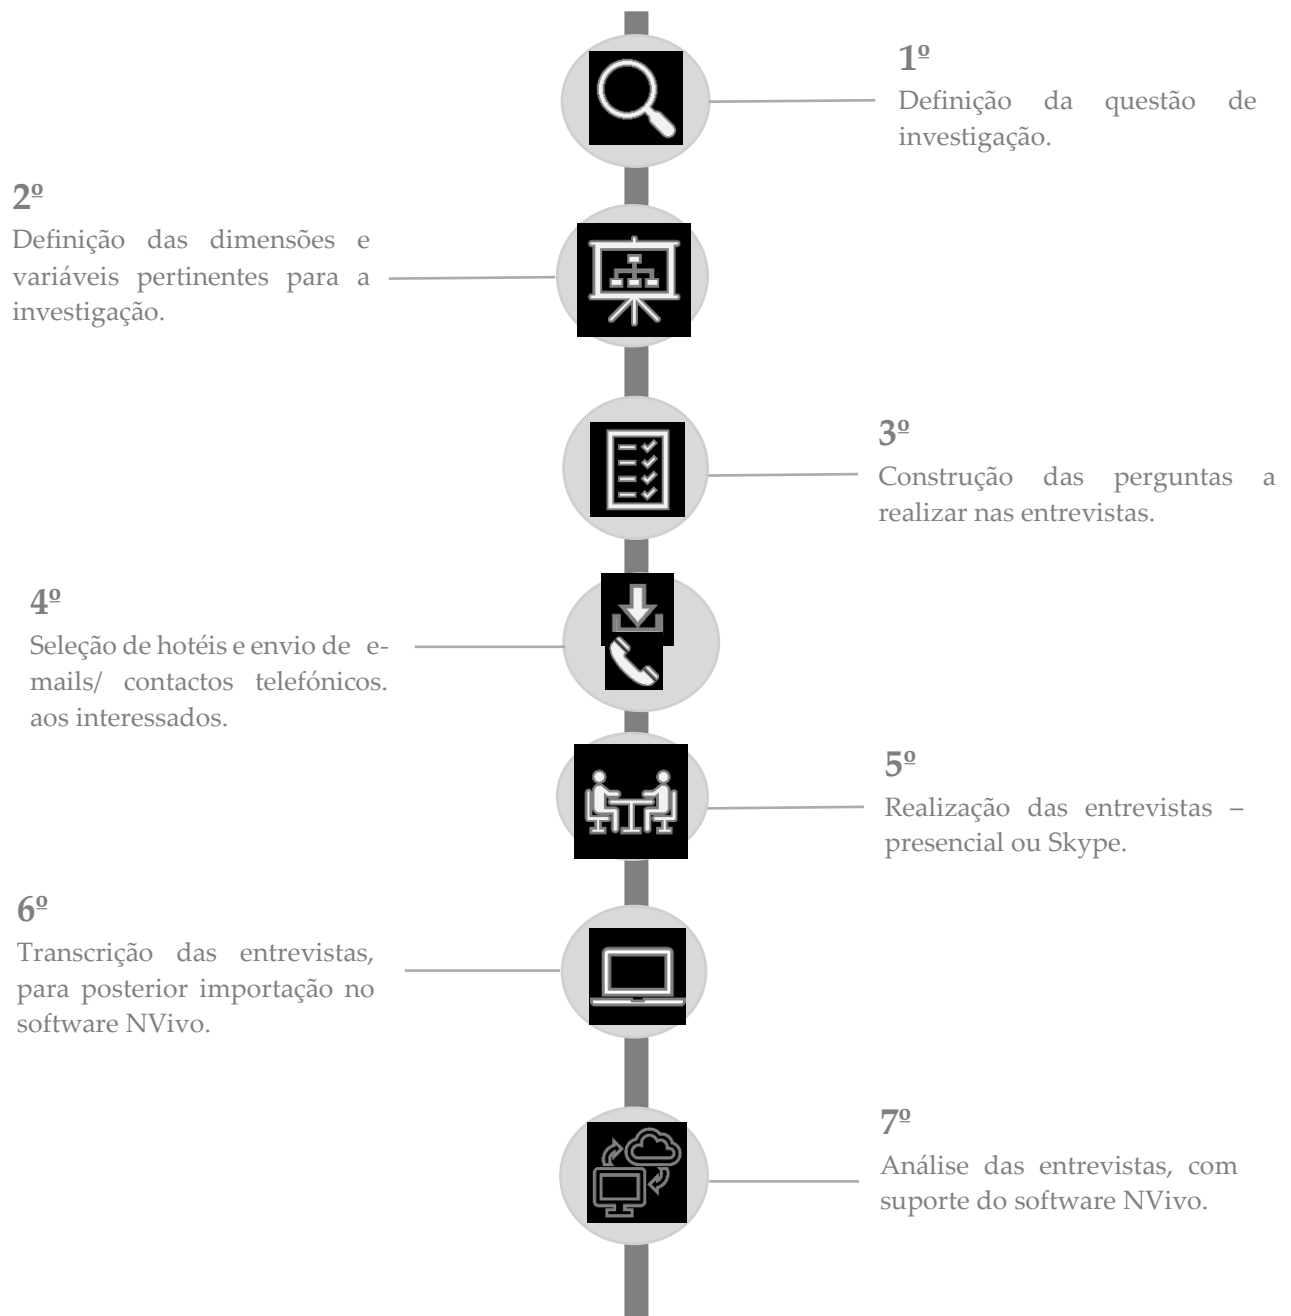 1º
Definição da questão de
investigação.
2º
Definição das dimensões e
variáveis pertinentes para a
investigação.
3º
Construção das perguntas a
realizar nas entrevistas.
4º
Seleção de hotéis e envio de e-
mails/ contactos telefónicos.
aos interessados.
5º
Realização das entrevistas –
presencial ou Skype.
6º
Transcrição das entrevistas,
para posterior importação no
software NVivo.
7º
Análise das entrevistas, com
suporte do software NVivo.